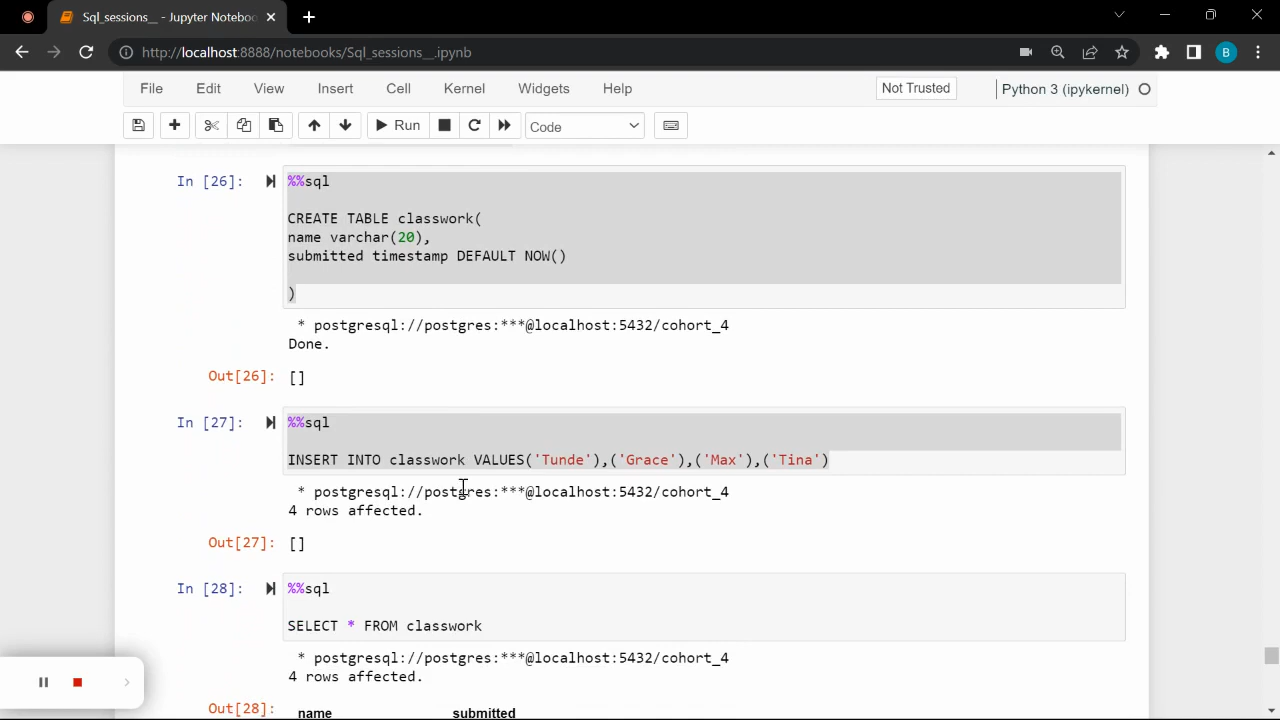 Sql_sessions__ - Jupyter Notebo
http://localhost:8888/notebooks/Sql_sessions__.ipynb
B
File Edit View Insert Cell Kernel Widgets Help Not Trusted Python 3 (ipykernel)
Run Code
In [26]: %%sql
CREATE TABLE classwork(
name varchar(20),
submitted timestamp DEFAULT NOW()
)
* postgresql://postgres:***@localhost:5432/cohort_4
Done.
Out[26]: []
In [27]: %%sql
INSERT INTO classwork VALUES('Tunde'),('Grace'),('Max'),('Tina')
* postgresql://postgres:***@localhost:5432/cohort_4
4 rows affected.
Out[27]: []
In [28]: %%sql
SELECT * FROM classwork
* postgresql://postgres:***@localhost:5432/cohort_4
4 rows affected.
Out[28]: name submitted